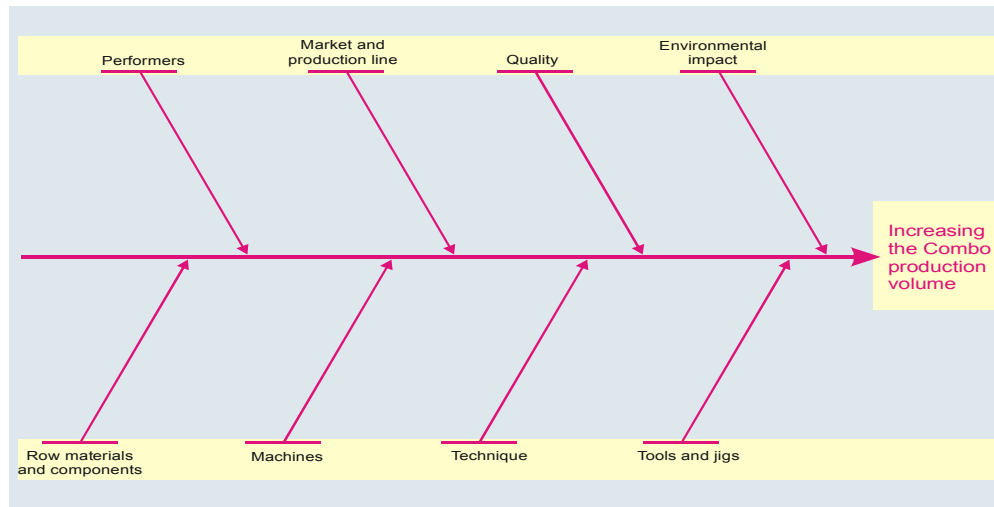 Performers
Market and
production line
Quality
Environmental
impact
Increasing
the Combo
production
volume
Row materials
and components
Machines
Technique
Tools and jigs